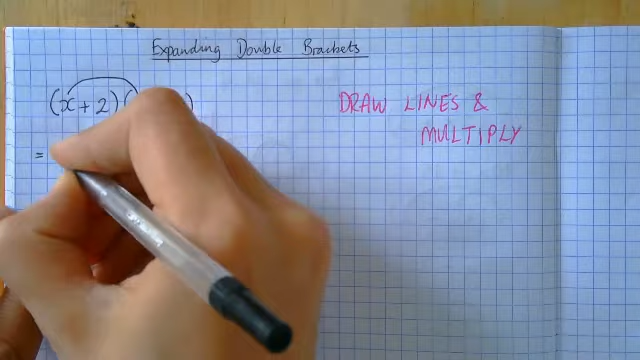 Expanding Double Brackets
(x + 2)( )
=
DRAW LINES &
MULTIPLY